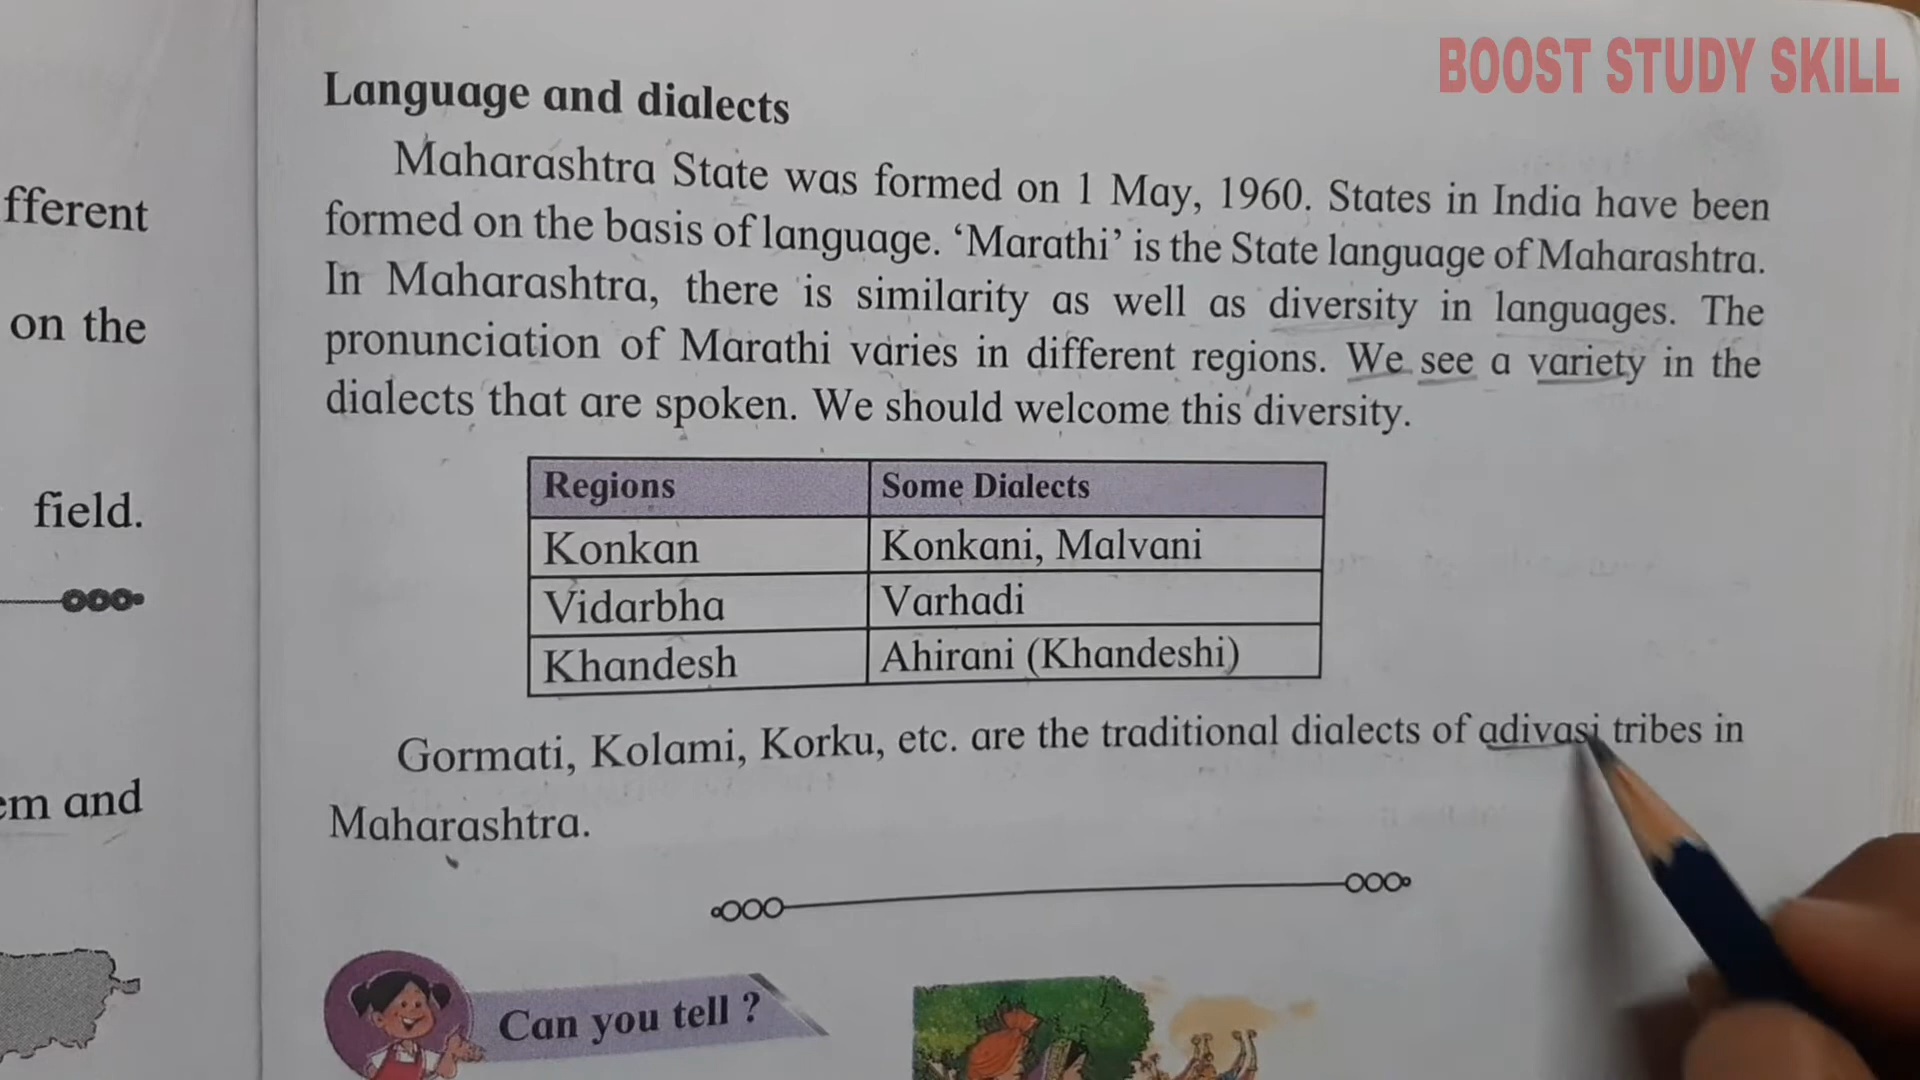 BOOST STUDY SKILL
fferent
on the
field.
em and
Language and dialects
Maharashtra State was formed on 1 May, 1960. States in India have been
formed on the basis of language. ‘Marathi’ is the State language of Maharashtra.
In Maharashtra, there is similarity as well as diversity in languages. The
pronunciation of Marathi varies in different regions. We see a variety in the
dialects that are spoken. We should welcome this diversity.
Regions Some Dialects
Konkan Konkani, Malvani
Vidarbha Varhadi
Khandesh Ahirani (Khandeshi)
Gormati, Kolami, Korku, etc. are the traditional dialects of adivasi tribes in
Maharashtra.
Can you tell ?